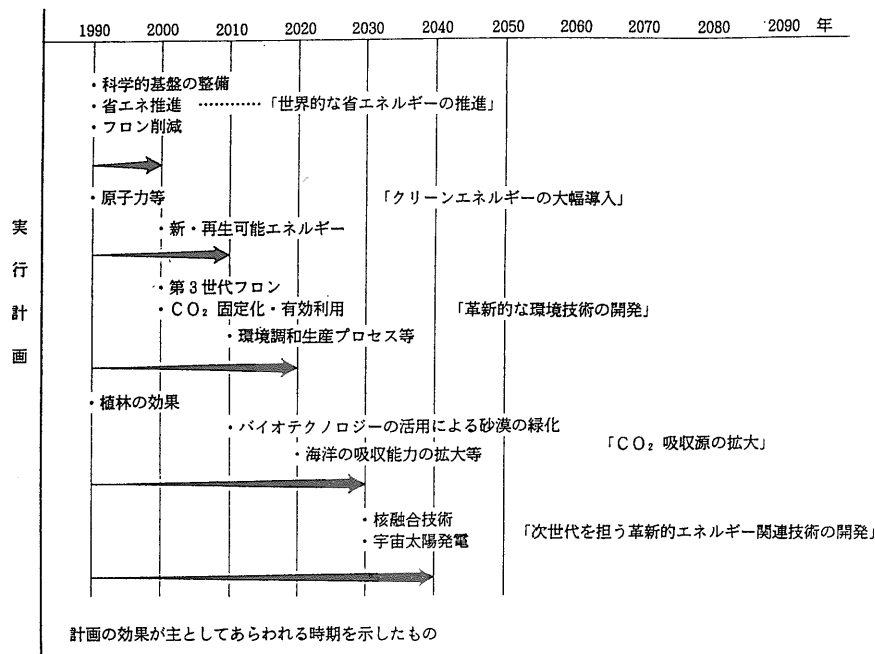 1990 2000 2010 2020 2030 2040 2050 2060 2070 2080 2090 年
実行計画
・科学的基盤の整備
・省エネ推進 ………… 「世界的な省エネルギーの推進」
・フロン削減
・原子力等 「クリーンエネルギーの大幅導入」
・新・再生可能エネルギー
・第3世代フロン
・CO₂ 固定化・有効利用 「革新的な環境技術の開発」
・環境調和生産プロセス等
・植林の効果
・バイオテクノロジーの活用による砂漠の緑化
「CO₂ 吸収源の拡大」
・海洋の吸収能力の拡大等
・核融合技術
「次世代を担う革新的エネルギー関連技術の開発」
・宇宙太陽発電
計画の効果が主としてあらわれる時期を示したもの